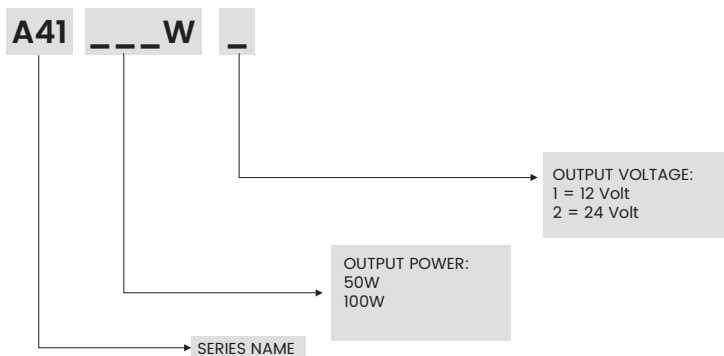 A41 _ _ _W _
OUTPUT VOLTAGE:
1 = 12 Volt
2 = 24 Volt
OUTPUT POWER:
50W
100W
SERIES NAME